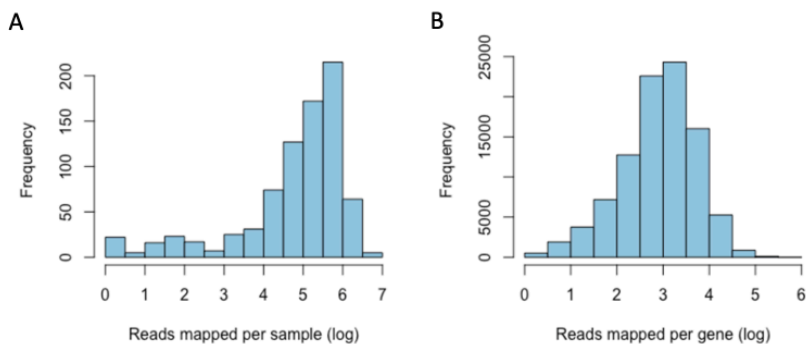 A
Frequency
200
150
100
50
0
0 1 2 3 4 5 6 7
Reads mapped per sample (log)
B
Frequency
25000
15000
5000
0
0 1 2 3 4 5 6
Reads mapped per gene (log)